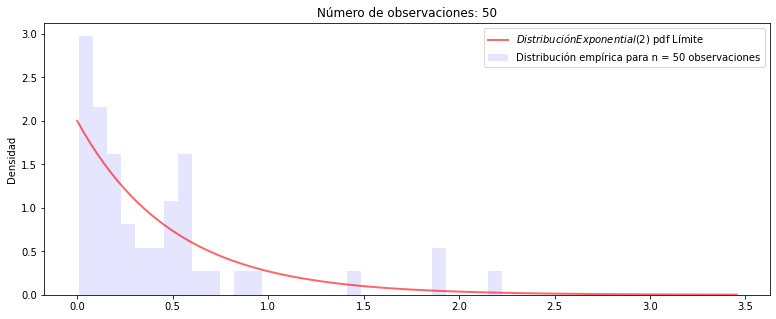 Número de observaciones: 50
DistribuciónExponential(2) pdf Límite
Distribución empírica para n = 50 observaciones
Densidad
3.0
2.5
2.0
1.5
1.0
0.5
0.0
0.0 0.5 1.0 1.5 2.0 2.5 3.0 3.5